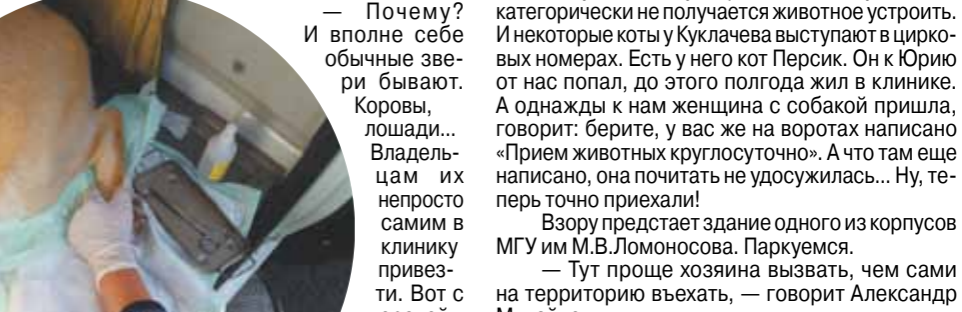 — Почему?
И вполне себе
обычные зве-
ри бывают.
Коровы,
лошади...
Владель-
цам их
непросто
самим в
клинику
привез-
ти. Вот с
категорически не получается животное устроить.
И некоторые коты у Куклачева выступают в цирко-
вых номерах. Есть у него кот Персик. Он к Юрию
от нас попал, до этого полгода жил в клинике.
А однажды к нам женщина с собакой пришла,
говорит: берите, у вас же на воротах написано
«Прием животных круглосуточно». А что там еще
написано, она почитать не удосужилась... Ну, те-
перь точно приехали!
Взору предстает здание одного из корпусов
МГУ им М.В.Ломоносова. Паркуемся.
— Тут проще хозяина вызвать, чем сами
на территорию въехать, — говорит Александр